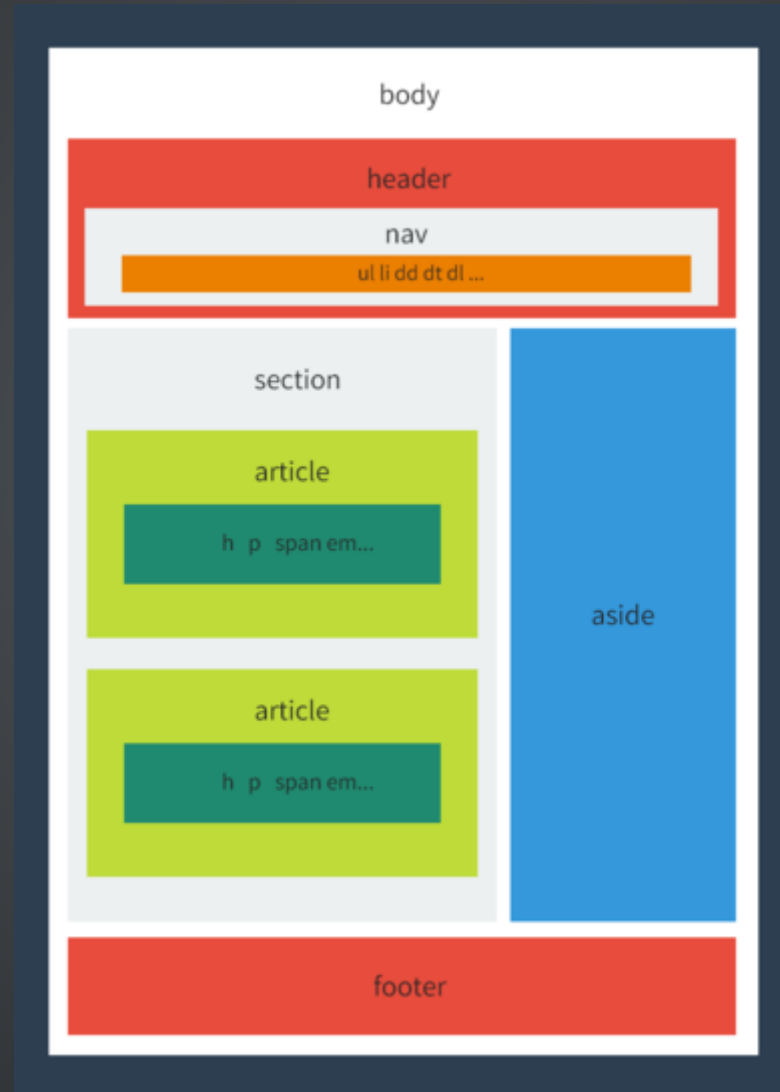 body
header
nav
ul li dd dt dl ...
section
article
h p span em...
article
h p span em...
aside
footer